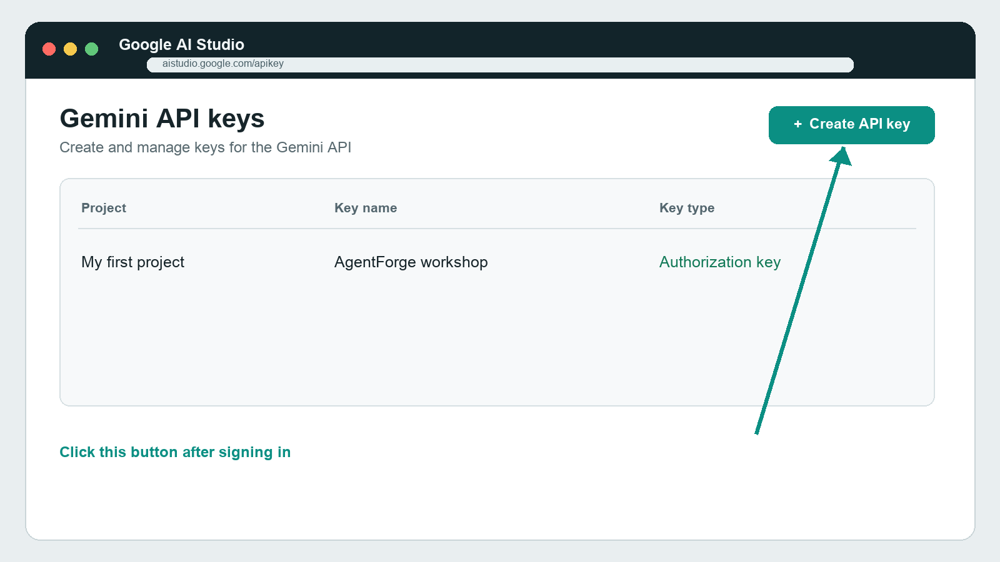 Google AI Studio
aistudio.google.com/apikey
Gemini API keys
+ Create API key
Create and manage keys for the Gemini API
Project Key name Key type
My first project AgentForge workshop Authorization key
Click this button after signing in